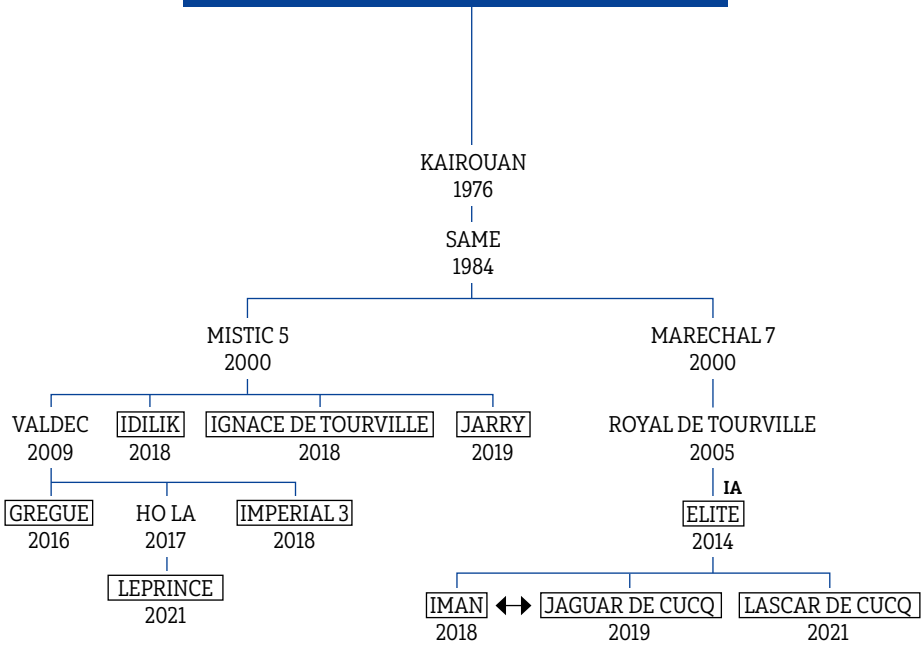 KAIROUAN
1976
SAME
1984
MISTIC 5
2000
MARECHAL 7
2000
VALDEC
2009
IDILIK
2018
IGNACE DE TOURVILLE
2018
JARRY
2019
ROYAL DE TOURVILLE
2005
IA
GREGUE
2016
HO LA
2017
IMPERIAL 3
2018
ELITE
2014
LEPRINCE
2021
IMAN
2018
JAGUAR DE CUCQ
2019
LASCAR DE CUCQ
2021